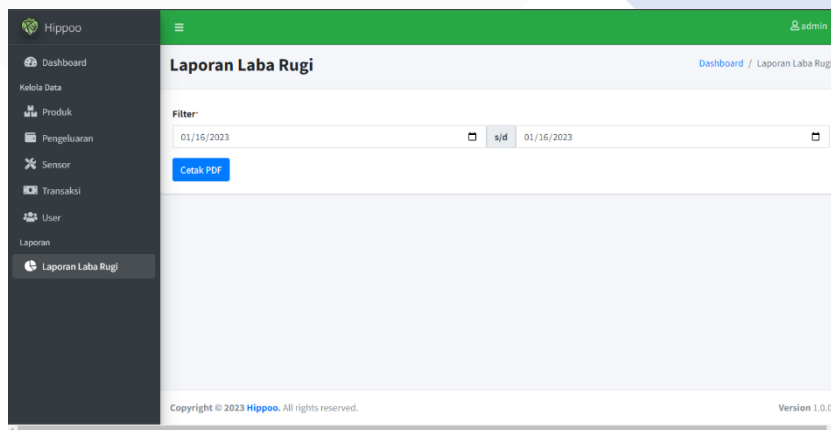 Hippoo
admin
Dashboard
Kelola Data
Produk
Pengeluaran
Sensor
Transaksi
User
Laporan
Laporan Laba Rugi
Laporan Laba Rugi
Dashboard / Laporan Laba Rugi
Filter*
01/16/2023 s/d 01/16/2023
Cetak PDF
Copyright © 2023 Hippoo. All rights reserved.
Version 1.0.0